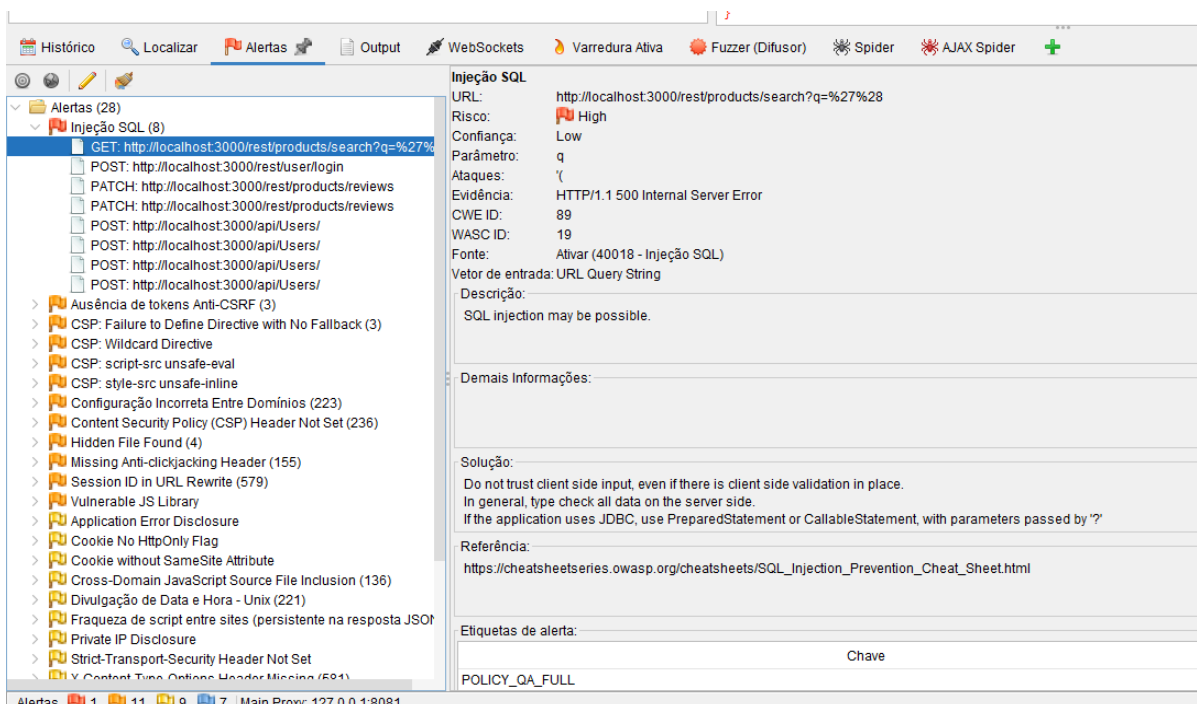 }
Histórico Localizar Alertas Output WebSockets Varredura Ativa Fuzzer (Difusor) Spider AJAX Spider
Alertas (28)
Injeção SQL (8)
GET: http://localhost:3000/rest/products/search?q=%27%
POST: http://localhost:3000/rest/user/login
PATCH: http://localhost:3000/rest/products/reviews
PATCH: http://localhost:3000/rest/products/reviews
POST: http://localhost:3000/api/Users/
POST: http://localhost:3000/api/Users/
POST: http://localhost:3000/api/Users/
POST: http://localhost:3000/api/Users/
Ausência de tokens Anti-CSRF (3)
CSP: Failure to Define Directive with No Fallback (3)
CSP: Wildcard Directive
CSP: script-src unsafe-eval
CSP: style-src unsafe-inline
Configuração Incorreta Entre Domínios (223)
Content Security Policy (CSP) Header Not Set (236)
Hidden File Found (4)
Missing Anti-clickjacking Header (155)
Session ID in URL Rewrite (579)
Vulnerable JS Library
Application Error Disclosure
Cookie No HttpOnly Flag
Cookie without SameSite Attribute
Cross-Domain JavaScript Source File Inclusion (136)
Divulgação de Data e Hora - Unix (221)
Fraqueza de script entre sites (persistente na resposta JSON
Private IP Disclosure
Strict-Transport-Security Header Not Set
X-Content-Type-Options Header Missing (581)
Injeção SQL
URL: http://localhost:3000/rest/products/search?q=%27%28
Risco: High
Confiança: Low
Parâmetro: q
Ataques: '(
Evidência: HTTP/1.1 500 Internal Server Error
CWE ID: 89
WASC ID: 19
Fonte: Ativar (40018 - Injeção SQL)
Vetor de entrada: URL Query String
Descrição:
SQL injection may be possible.
Demais Informações:
Solução:
Do not trust client side input, even if there is client side validation in place.
In general, type check all data on the server side.
If the application uses JDBC, use PreparedStatement or CallableStatement, with parameters passed by '?'
Referência:
https://cheatsheetseries.owasp.org/cheatsheets/SQL_Injection_Prevention_Cheat_Sheet.html
Etiquetas de alerta:
Chave
POLICY_QA_FULL
Alertas 1 11 9 7 Main Proxy: 127.0.0.1:8081